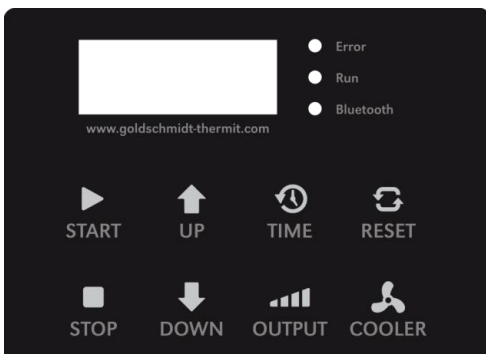 Error
Run
Bluetooth
www.goldschmidt-thermit.com
START UP TIME RESET
STOP DOWN OUTPUT COOLER